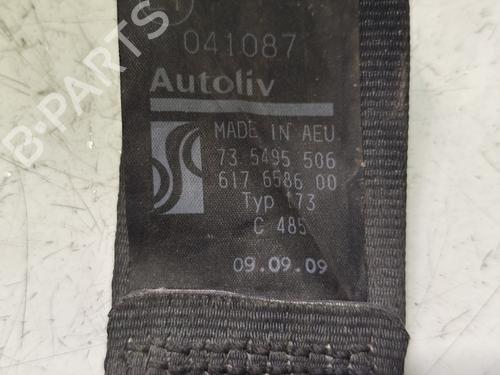 041087
Autoliv
MADE IN AEU
73 5495 506
617 6586 00
Typ 173
C 485
09.09.09
B-PARTS